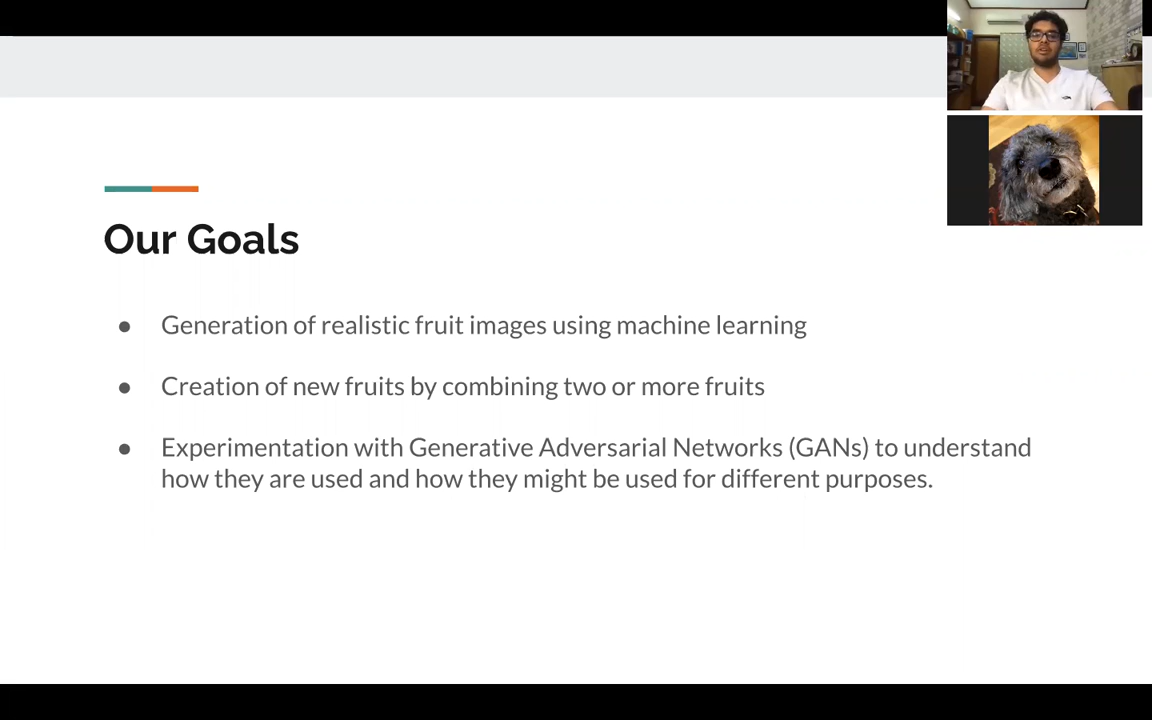 Our Goals
● Generation of realistic fruit images using machine learning
● Creation of new fruits by combining two or more fruits
● Experimentation with Generative Adversarial Networks (GANs) to understand
how they are used and how they might be used for different purposes.